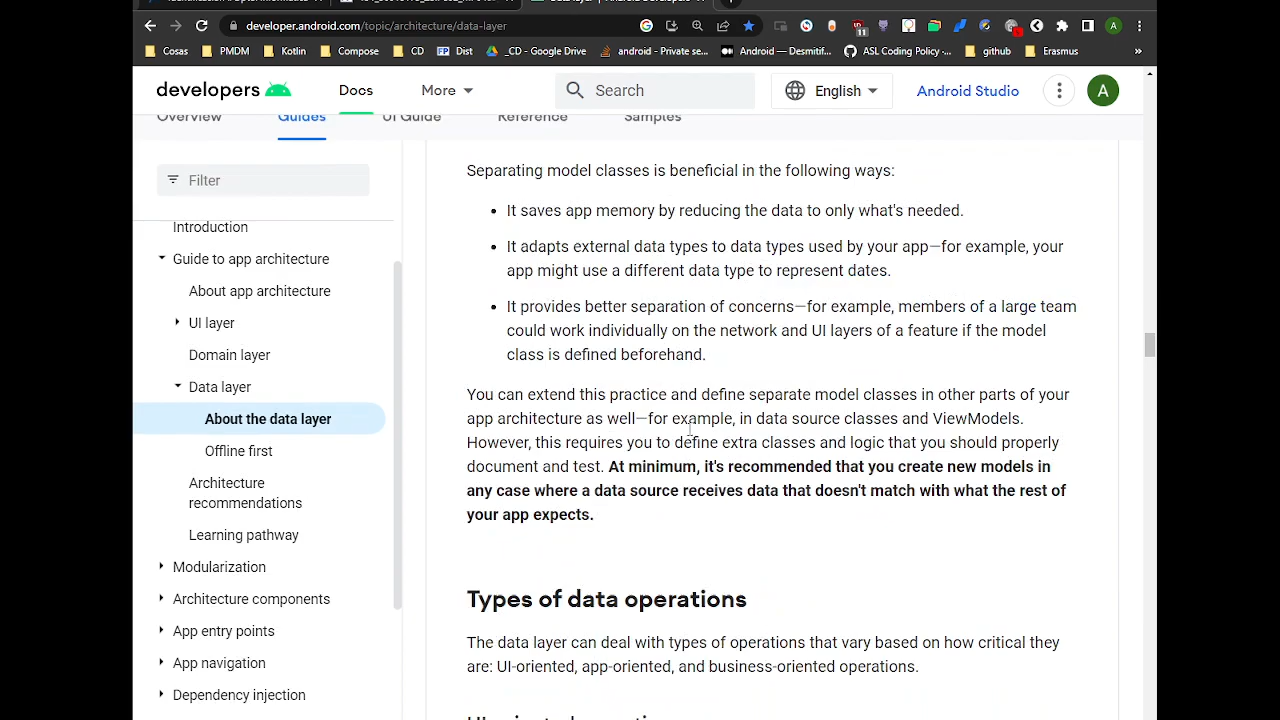 developer.android.com/topic/architecture/data-layer
11
A
Cosas
PMDM
Kotlin
Compose
CD
Dist
_CD - Google Drive
android - Private se...
Android — Desmitif...
ASL Coding Policy -...
github
Erasmus
»
developers
Docs
More
Search
English
Android Studio
A
Overview
Guides
UI Guide
Reference
Samples
Filter
Introduction
Guide to app architecture
About app architecture
UI layer
Domain layer
Data layer
About the data layer
Offline first
Architecture
recommendations
Learning pathway
Modularization
Architecture components
App entry points
App navigation
Dependency injection
Separating model classes is beneficial in the following ways:
• It saves app memory by reducing the data to only what's needed.
• It adapts external data types to data types used by your app—for example, your
app might use a different data type to represent dates.
• It provides better separation of concerns—for example, members of a large team
could work individually on the network and UI layers of a feature if the model
class is defined beforehand.
You can extend this practice and define separate model classes in other parts of your
app architecture as well—for example, in data source classes and ViewModels.
However, this requires you to define extra classes and logic that you should properly
document and test. At minimum, it's recommended that you create new models in
any case where a data source receives data that doesn't match with what the rest of
your app expects.
Types of data operations
The data layer can deal with types of operations that vary based on how critical they
are: UI-oriented, app-oriented, and business-oriented operations.